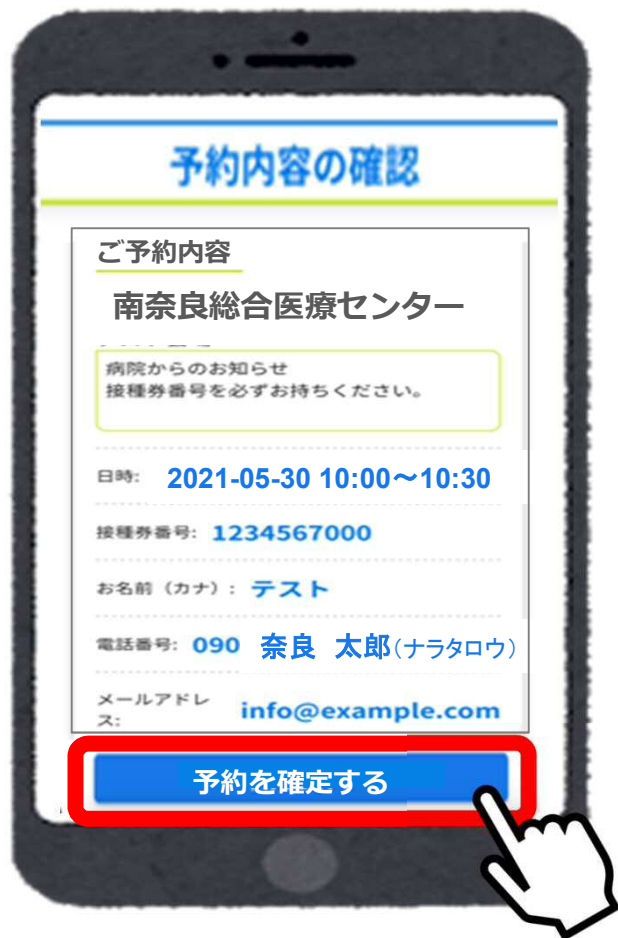 予約内容の確認
ご予約内容
南奈良総合医療センター
病院からのお知らせ
接種券番号を必ずお持ちください。
日時: 2021-05-30 10:00～10:30
接種券番号: 1234567000
お名前（カナ）: テスト
電話番号: 090 奈良 太郎(ナラタロウ)
メールアドレ
ス: info@example.com
予約を確定する